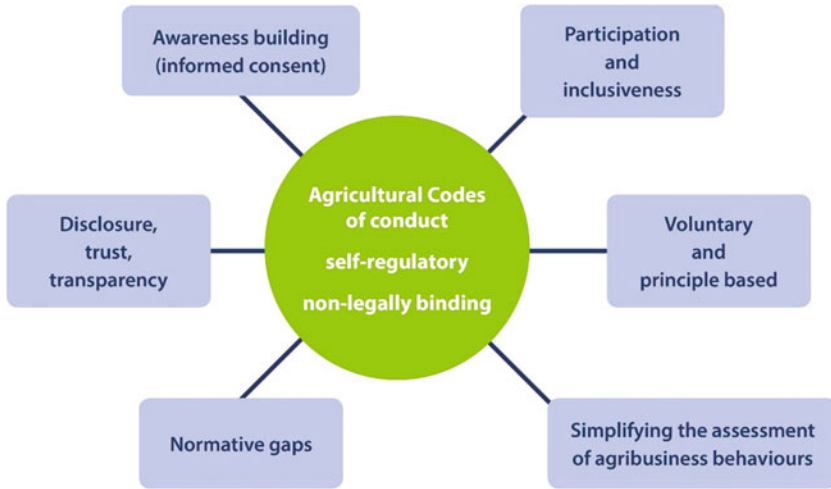 Awareness building
(informed consent)
Participation
and
inclusiveness
Agricultural Codes
of conduct
self-regulatory
non-legally binding
Disclosure,
trust,
transparency
Voluntary
and
principle based
Normative gaps
Simplifying the assessment
of agribusiness behaviours